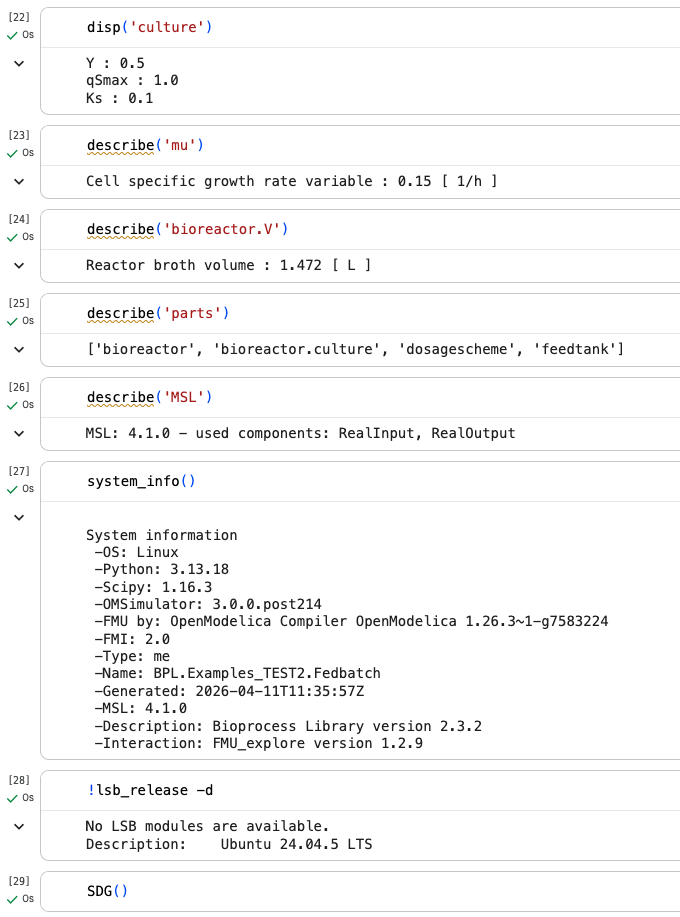 [22]
0s
disp('culture')
Y : 0.5
qSmax : 1.0
Ks : 0.1
[23]
0s
describe('mu')
Cell specific growth rate variable : 0.15 [ 1/h ]
[24]
0s
describe('bioreactor.V')
Reactor broth volume : 1.472 [ L ]
[25]
0s
describe('parts')
['bioreactor', 'bioreactor.culture', 'dosagescheme', 'feedtank']
[26]
0s
describe('MSL')
MSL: 4.1.0 – used components: RealInput, RealOutput
[27]
0s
system_info()
System information
-OS: Linux
-Python: 3.13.18
-Scipy: 1.16.3
-OMSimulator: 3.0.0.post214
-FMU by: OpenModelica Compiler OpenModelica 1.26.3~1-g7583224
-FMI: 2.0
-Type: me
-Name: BPL.Examples_TEST2.Fedbatch
-Generated: 2026-04-11T11:35:57Z
-MSL: 4.1.0
-Description: Bioprocess Library version 2.3.2
-Interaction: FMU_explore version 1.2.9
[28]
0s
!lsb_release -d
No LSB modules are available.
Description: Ubuntu 24.04.5 LTS
[29]
0s
SDG()